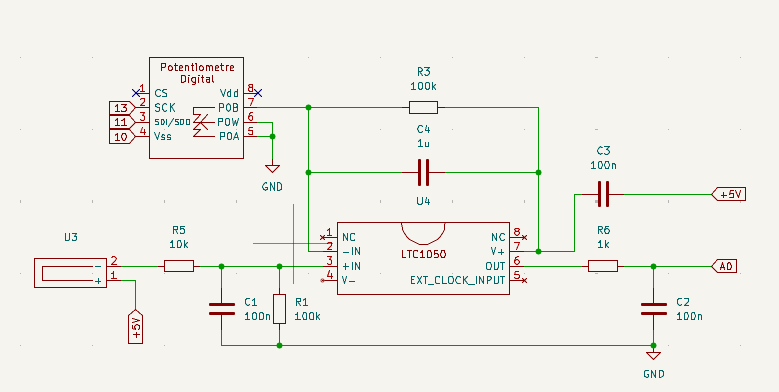 Potentiometre
Digital
1 CS Vdd 8
13 2 SCK POB 7
11 3 SDI/SDO POW 6
10 4 Vss POA 5
GND
R3
100k
C4
1u
C3
100n
+5V
U4
1 NC NC 8
2 -IN V+ 7
LTC1050
3 +IN OUT 6
4 V- EXT_CLOCK_INPUT 5
U3
2 -
1 +
+5V
R5
10k
C1
100n
R1
100k
R6
1k
A0
C2
100n
GND